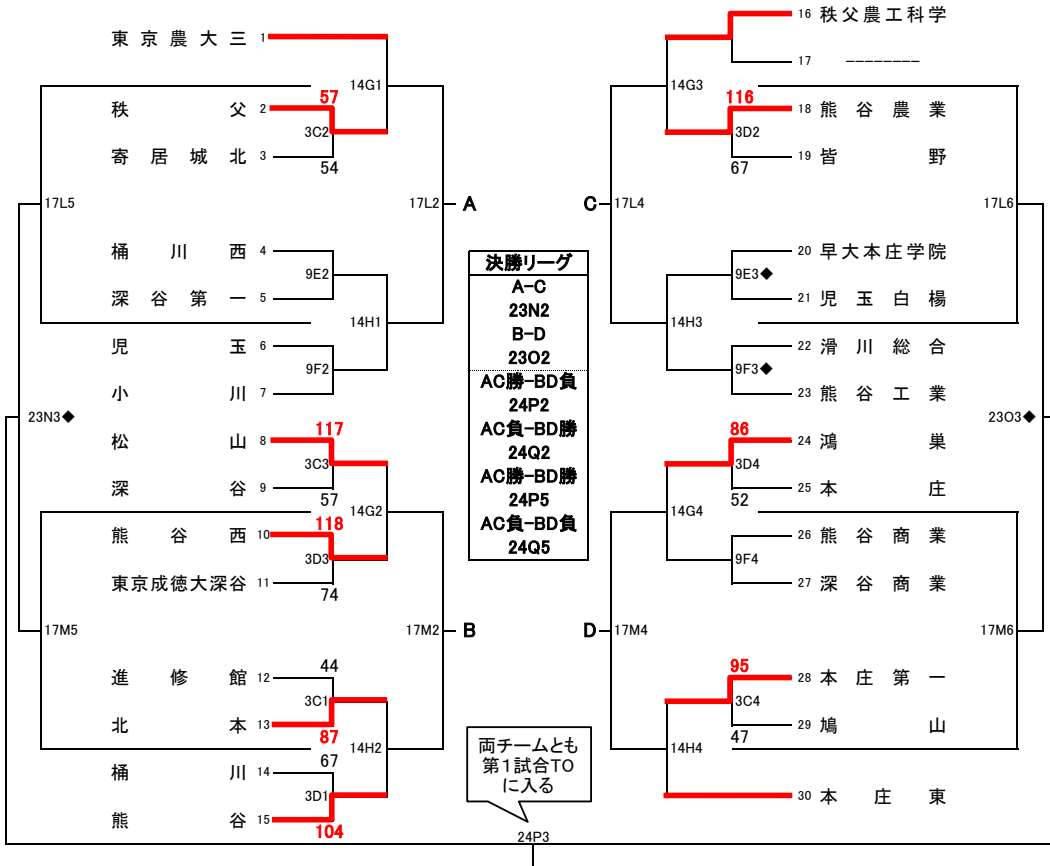 東京農大三 1
14G1
秩父 2
57
3C2
寄居城北 3
54
17L5
17L2
A
桶川西 4
9E2
深谷第一 5
14H1
児玉 6
9F2
小川 7
23N3◆
松山 8
117
3C3
深谷 9
57
14G2
熊谷西 10
118
3D3
東京成徳大深谷 11
74
17M5
17M2
B
進修館 12
44
3C1
北本 13
87
14H2
桶川 14
67
3D1
熊谷 15
104
決勝リーグ
A-C
23N2
B-D
23O2
AC勝-BD負
24P2
AC負-BD勝
24Q2
AC勝-BD勝
24P5
AC負-BD負
24Q5
両チームとも
第1試合TO
に入る
24P3
16 秩父農工科学
17 --------
14G3
116
18 熊谷農業
3D2
19 皆野
67
C
17L4
17L6
20 早大本庄学院
9E3◆
21 児玉白楊
14H3
22 滑川総合
9F3◆
23 熊谷工業
23O3◆
86
24 鴻巣
3D4
25 本庄
52
14G4
26 熊谷商業
9F4
27 深谷商業
D
17M4
17M6
95
28 本庄第一
3C4
29 鳩山
47
14H4
30 本庄東